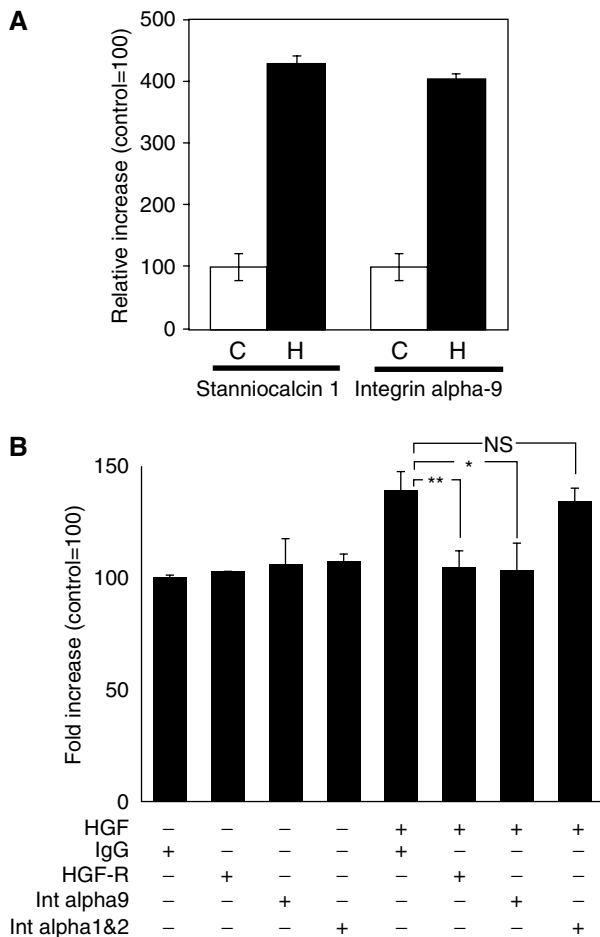 A
Relative increase (control=100)
500
400
300
200
100
0
C H C H
Stanniocalcin 1 Integrin alpha-9
B
Fold increase (control=100)
150
100
50
0
NS
*
**
HGF – – – – + + + +
IgG + – – – + – – –
HGF-R – + – – – + – –
Int alpha9 – – + – – – + –
Int alpha1&2 – – – + – – – +